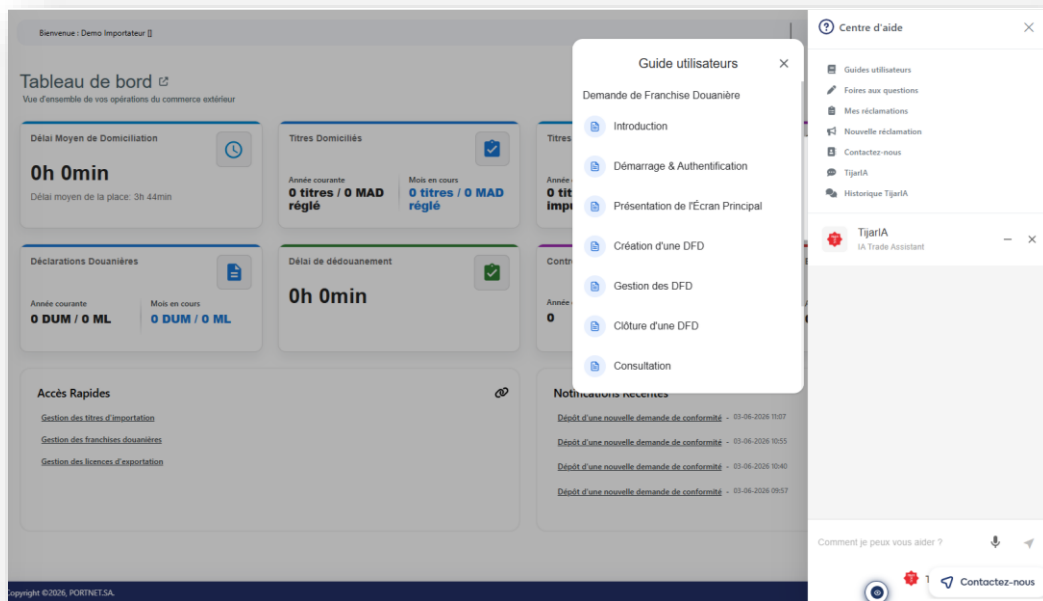 Bienvenue : Demo Importateur []
Tableau de bord
Vue d'ensemble de vos opérations du commerce extérieur
Délai Moyen de Domiciliation
0h 0min
Délai moyen de la place: 3h 44min
Titres Domiciliés
Année courante
0 titres / 0 MAD
réglé
Mois en cours
0 titres / 0 MAD
réglé
Titres
Déclarations Douanières
Année courante
0 DUM / 0 ML
Mois en cours
0 DUM / 0 ML
Délai de dédouanement
0h 0min
0
Accès Rapides
Gestion des titres d'importation
Gestion des franchises douanières
Gestion des licences d'exportation
Notifications Récentes
Dépôt d'une nouvelle demande de conformité - 03-06-2026 11:07
Dépôt d'une nouvelle demande de conformité - 03-06-2026 10:55
Dépôt d'une nouvelle demande de conformité - 03-06-2026 10:40
Dépôt d'une nouvelle demande de conformité - 03-06-2026 09:57
Copyright ©2026, PORTNET.SA.
Guide utilisateurs
Demande de Franchise Douanière
Introduction
Démarrage & Authentification
Présentation de l'Écran Principal
Création d'une DFD
Gestion des DFD
Clôture d'une DFD
Consultation
Centre d'aide
Guides utilisateurs
Foires aux questions
Mes réclamations
Nouvelle réclamation
Contactez-nous
TijarIA
Historique TijarIA
TijarIA
IA Trade Assistant
Comment je peux vous aider ?
Contactez-nous